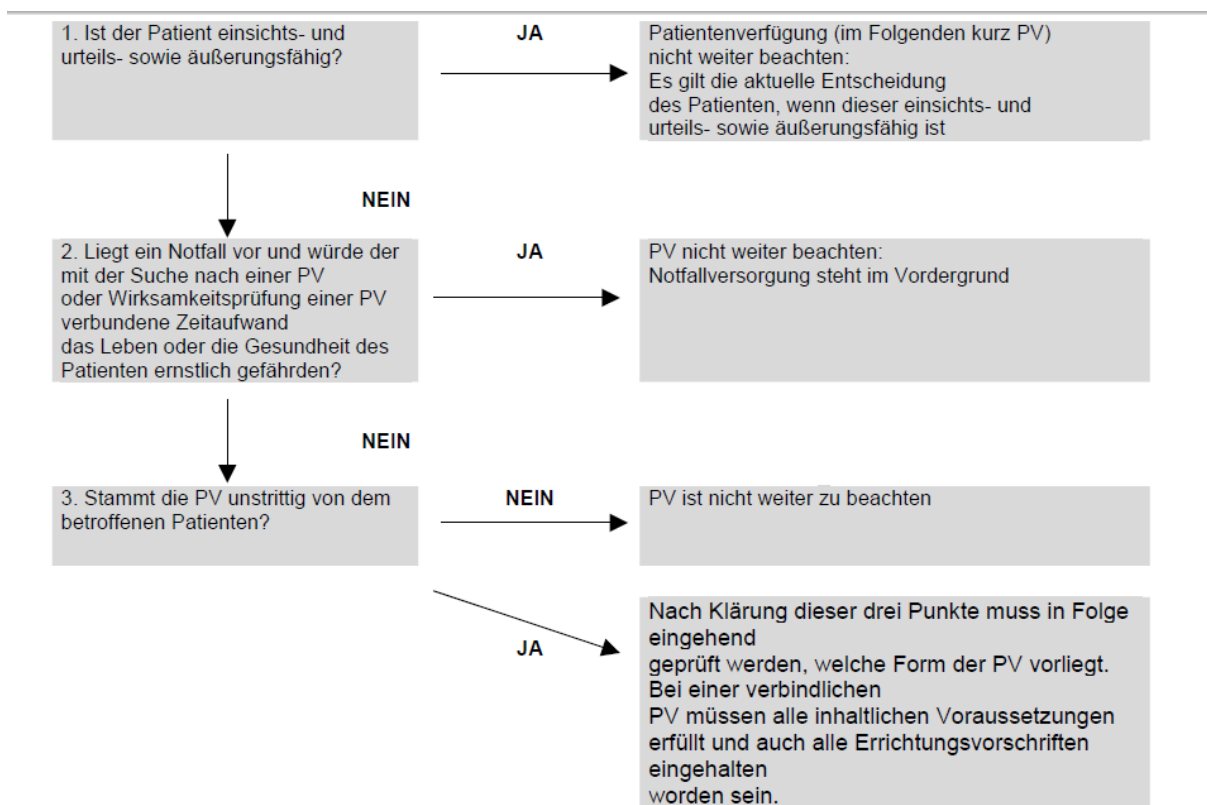 1. Ist der Patient einsichts- und
urteils- sowie äußerungsfähig?
JA
Patientenverfügung (im Folgenden kurz PV)
nicht weiter beachten:
Es gilt die aktuelle Entscheidung
des Patienten, wenn dieser einsichts- und
urteils- sowie äußerungsfähig ist
NEIN
2. Liegt ein Notfall vor und würde der
mit der Suche nach einer PV
oder Wirksamkeitsprüfung einer PV
verbundene Zeitaufwand
das Leben oder die Gesundheit des
Patienten ernstlich gefährden?
JA
PV nicht weiter beachten:
Notfallversorgung steht im Vordergrund
NEIN
3. Stammt die PV unstrittig von dem
betroffenen Patienten?
NEIN
PV ist nicht weiter zu beachten
JA
Nach Klärung dieser drei Punkte muss in Folge
eingehend
geprüft werden, welche Form der PV vorliegt.
Bei einer verbindlichen
PV müssen alle inhaltlichen Voraussetzungen
erfüllt und auch alle Errichtungsvorschriften
eingehalten
worden sein.